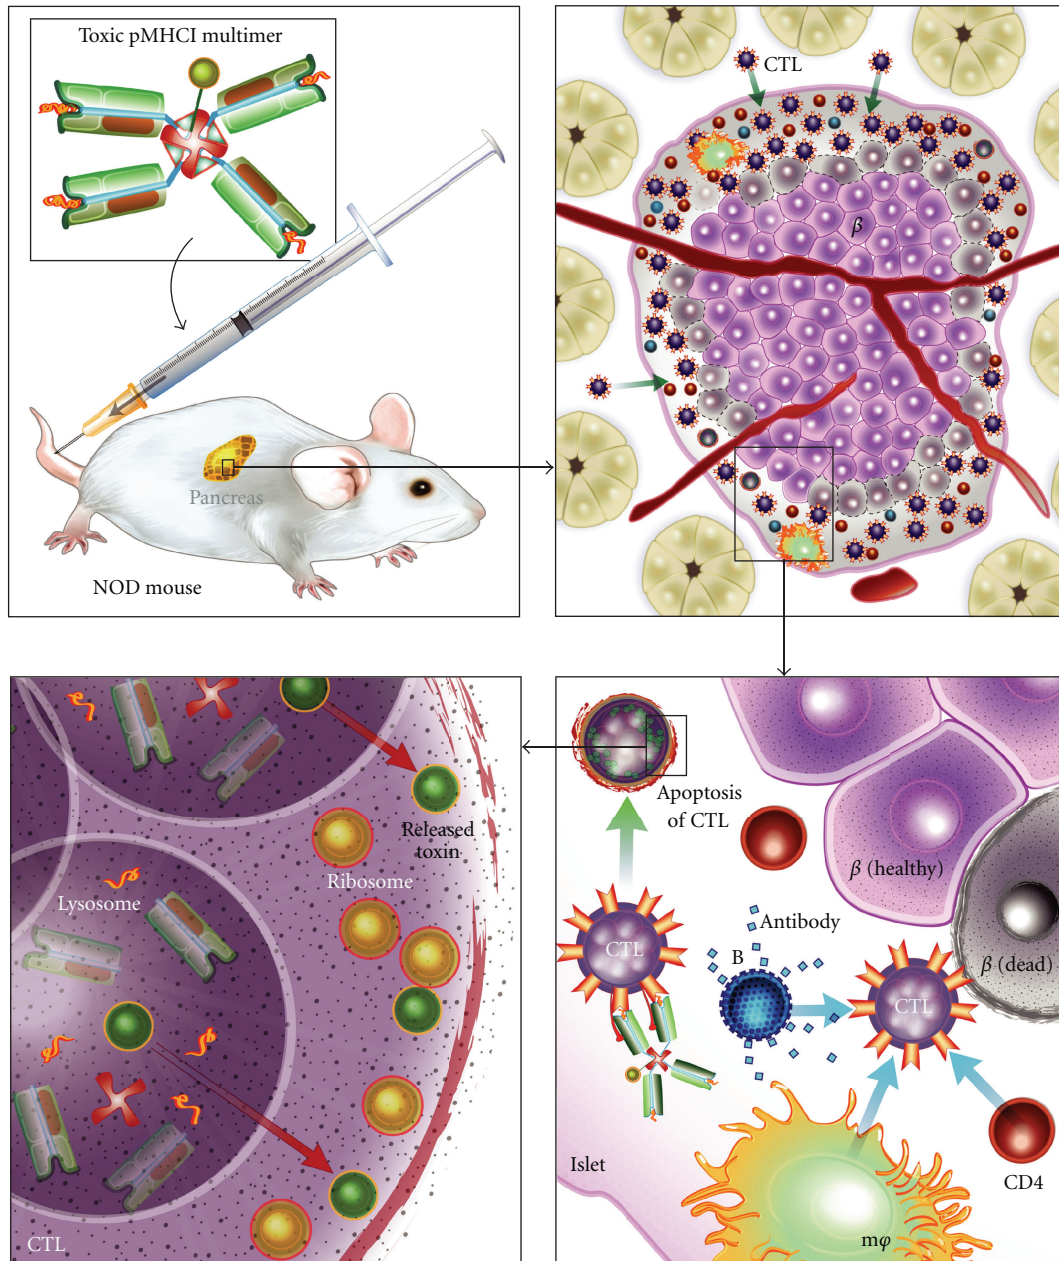 Toxic pMHCI multimer
Pancreas
NOD mouse
CTL
β
Apoptosis
of CTL
β (healthy)
Antibody
B
CTL
β (dead)
CTL
Islet
CD4
mφ
Released
toxin
Ribosome
Lysosome
CTL